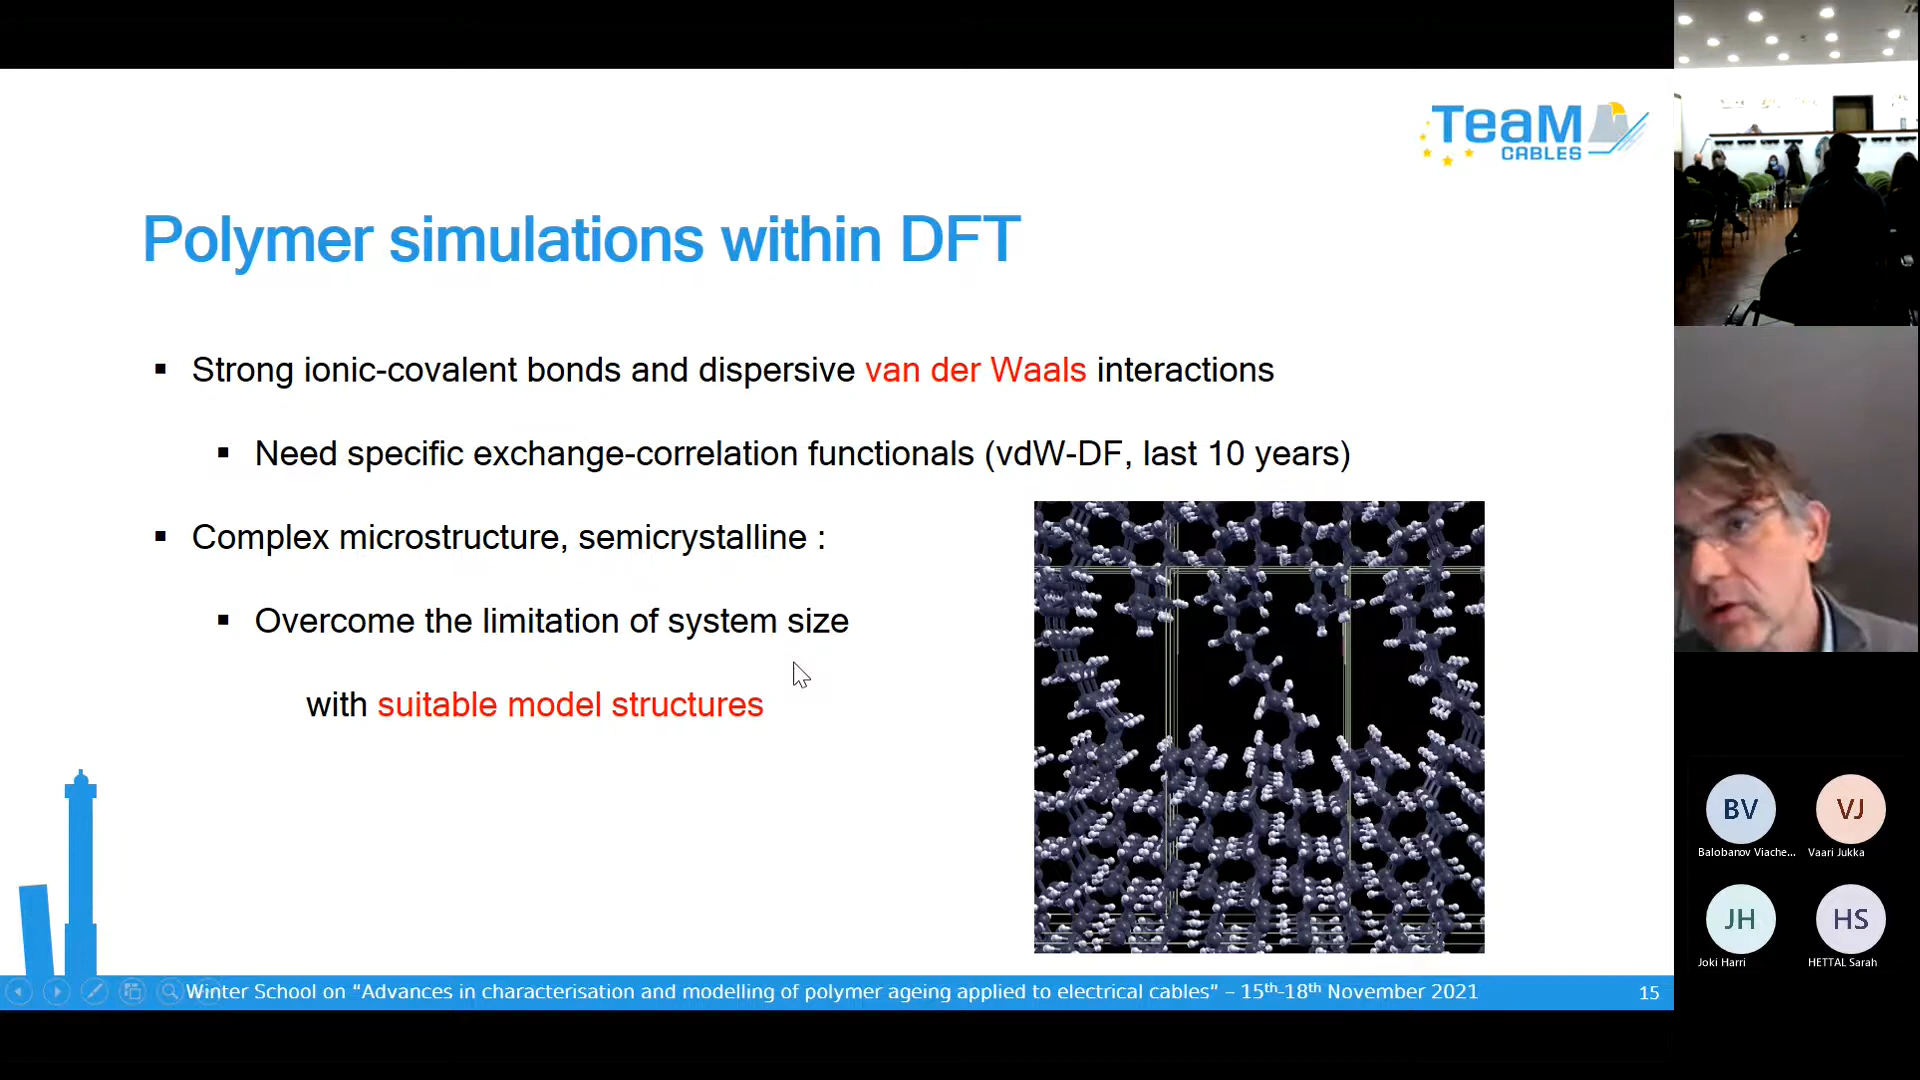 TeaM
CABLES
Polymer simulations within DFT
▪ Strong ionic-covalent bonds and dispersive van der Waals interactions
▪ Need specific exchange-correlation functionals (vdW-DF, last 10 years)
▪ Complex microstructure, semicrystalline :
▪ Overcome the limitation of system size
with suitable model structures
Winter School on “Advances in characterisation and modelling of polymer ageing applied to electrical cables” – 15th-18th November 2021
15
BV
VJ
Balobanov Viache...
Vaari Jukka
JH
HS
Joki Harri
HETTAL Sarah